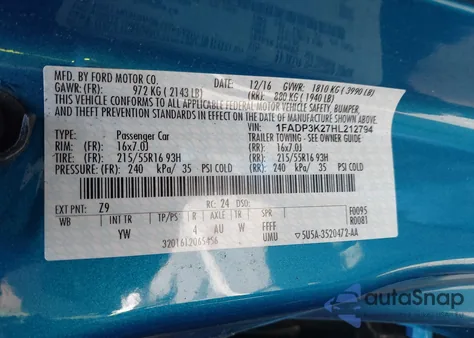 MFD. BY FORD MOTOR CO.
DATE: 12/16 GVWR: 1810 KG ( 3990 LB)
GAWR: (FR) 972 KG ( 2143 LB) (RR): 880 KG ( 1940 LB)
THIS VEHICLE CONFORMS TO ALL APPLICABLE FEDERAL MOTOR VEHICLE SAFETY, BUMPER,
AND THEFT PREVENTION STANDARDS IN EFFECT ON THE DATE OF MANUFACTURE SHOWN ABOVE.
VIN: 1FADP3K27HL212794
TYPE: Passenger Car TRAILER TOWING-SEE OWNER GUIDE
RIM: (FR) 16x7.0J (RR): 16x7.0J
TIRE: (FR) 215/55R16 93H (RR): 215/55R16 93H
PRESSURE: (FR) 240 kPa/ 35 PSI COLD (RR): 240 kPa/ 35 PSI COLD
EXT PNT: Z9 RC: 24 DSO:
WB INT TR TP/PS R AXLE TR SPR
YW 4 AU W FFFF UMU
F0095
R0081
5U5A-3520472-AA
autoSnap